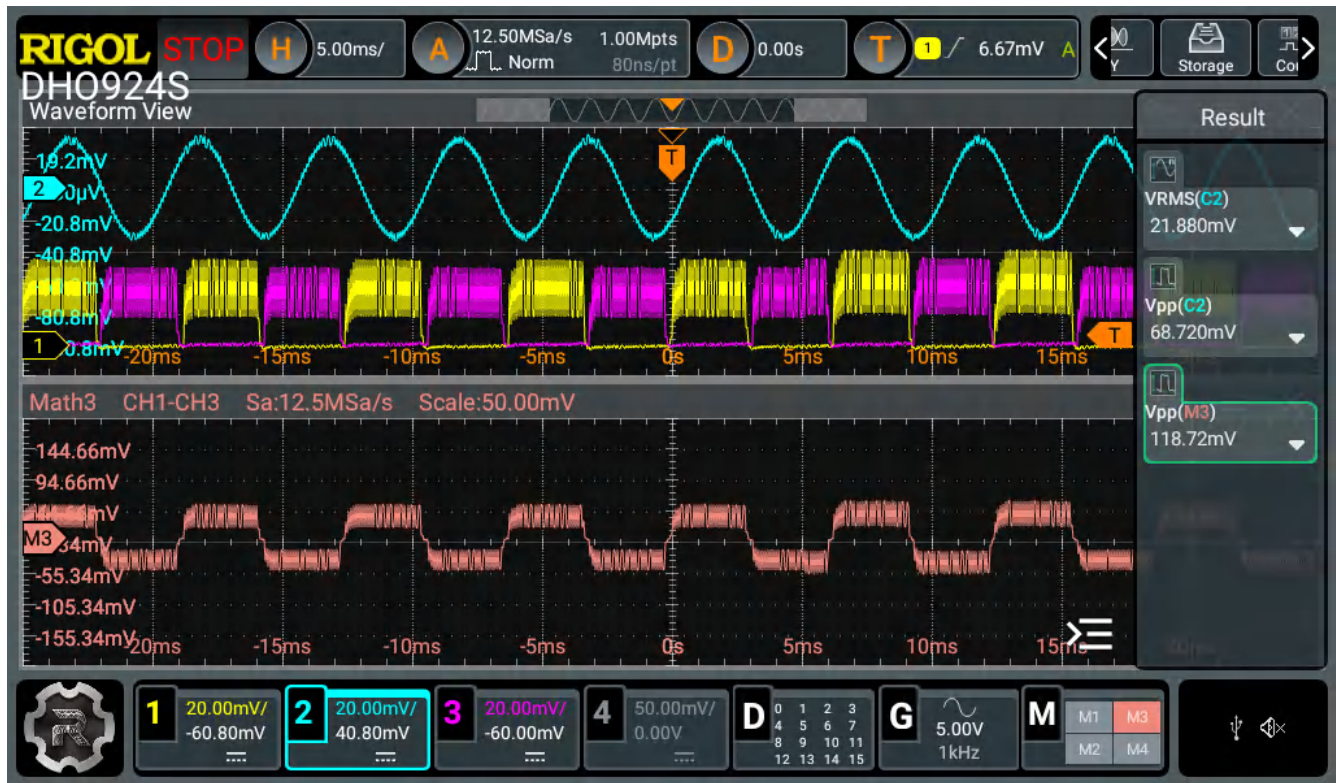 RIGOL STOP H 5.00ms/ A 12.50MSa/s 1.00Mpts D 0.00s T 1 6.67mV A
Norm 80ns/pt
Y Storage
DHO924S
Waveform View
Result
T
19.2mV
2
-20.8mV
-40.8mV
-80.8mV
1 0.8mV
T
-20ms -15ms -10ms -5ms 0s 5ms 10ms 15ms
VRMS(C2)
21.880mV
Vpp(C2)
68.720mV
Vpp(M3)
118.72mV
Math3 CH1-CH3 Sa:12.5MSa/s Scale:50.00mV
144.66mV
94.66mV
M3
-55.34mV
-105.34mV
-155.34mV
20ms -15ms -10ms -5ms 0s 5ms 10ms 15ms
R
1 20.00mV/
-60.80mV
2 20.00mV/
40.80mV
3 20.00mV/
-60.00mV
4 50.00mV/
0.00V
D 0 1 2 3
4 5 6 7
8 9 10 11
12 13 14 15
G 5.00V
1kHz
M M1 M3
M2 M4